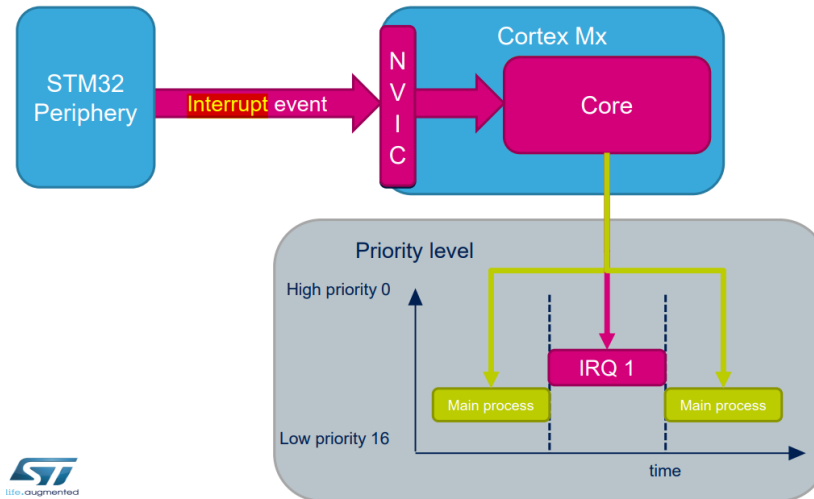 STM32
Periphery
Interrupt event
N
V
I
C
Cortex Mx
Core
Priority level
High priority 0
IRQ 1
Main process
Main process
Low priority 16
time
ST
life.augmented